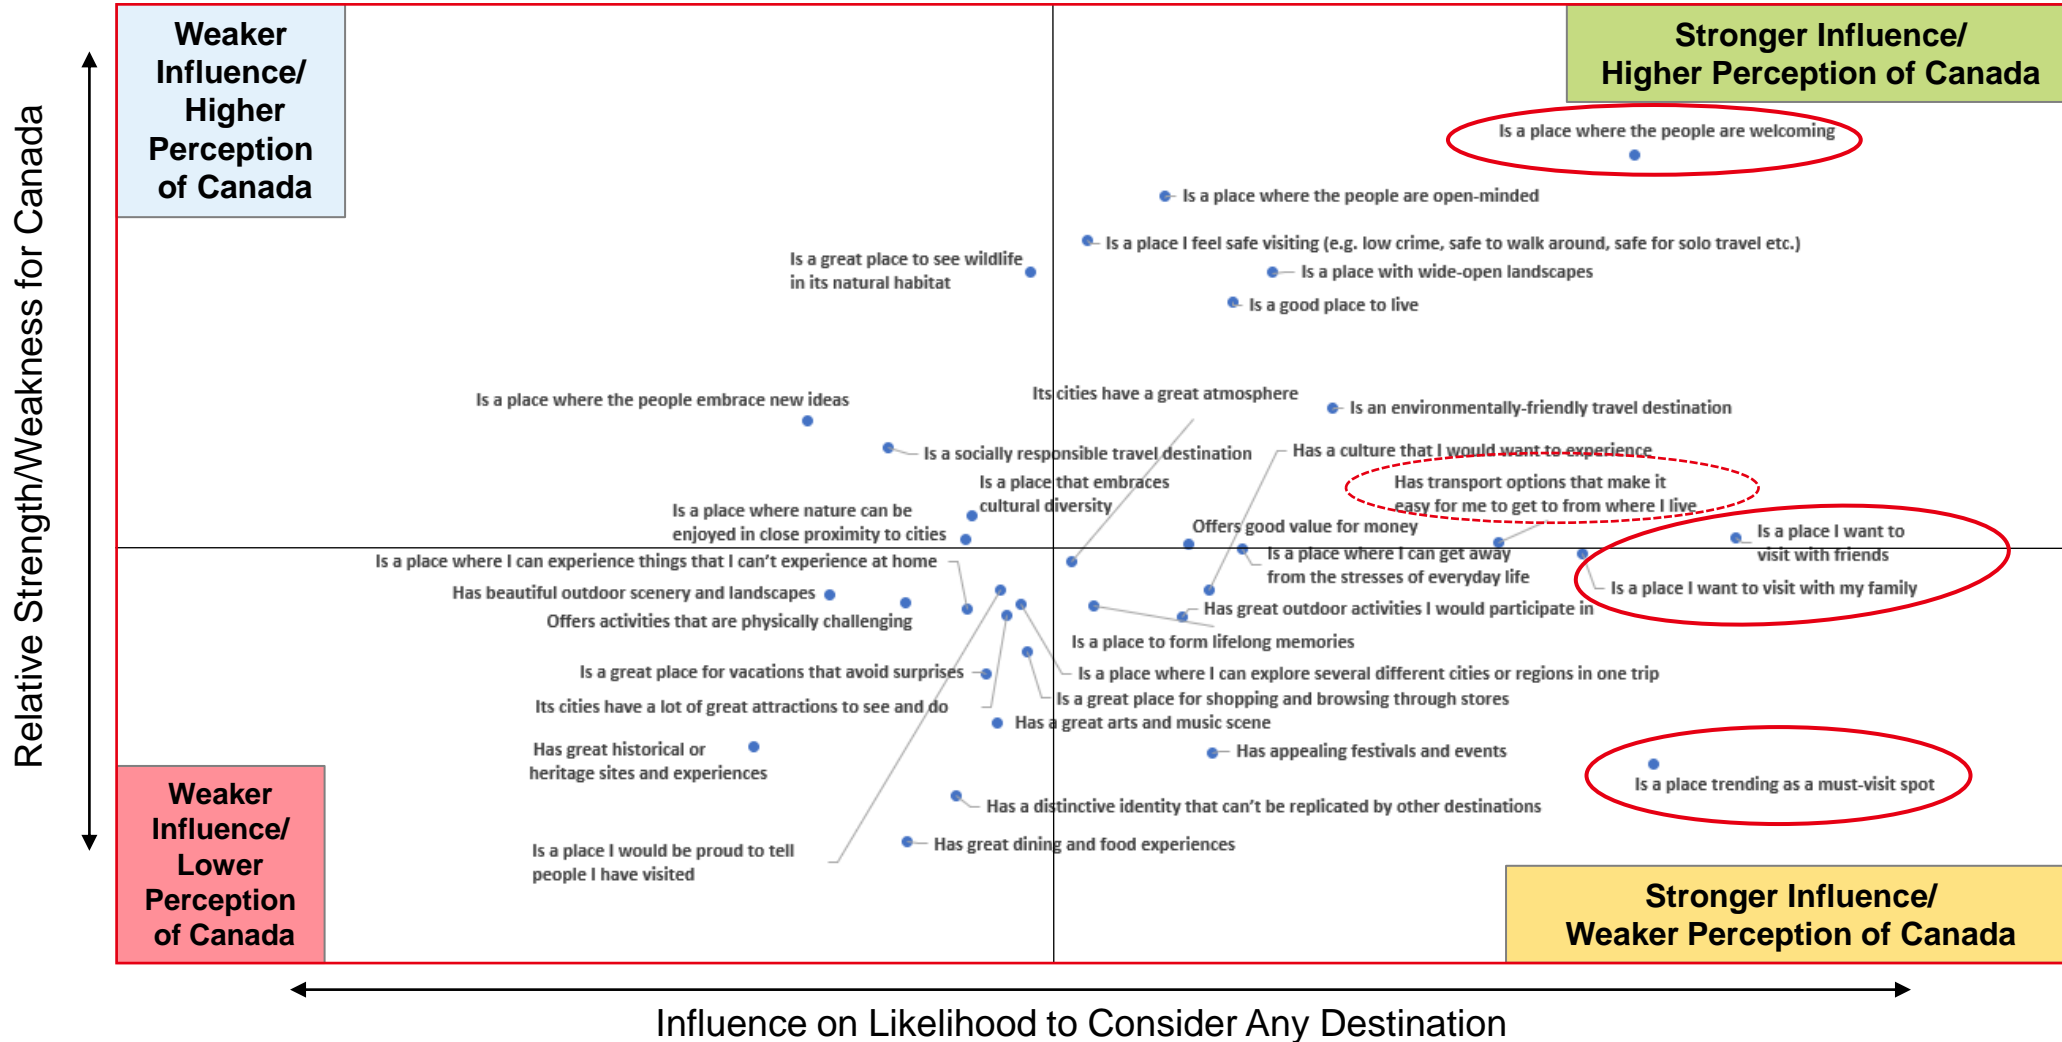 Weaker
Influence/
Higher
Perception
of Canada
Stronger Influence/
Higher Perception of Canada
Relative Strength/Weakness for Canada
Is a place where the people are welcoming
Is a place where the people are open-minded
Is a place I feel safe visiting (e.g. low crime, safe to walk around, safe for solo travel etc.)
Is a great place to see wildlife
in its natural habitat
Is a place with wide-open landscapes
Is a good place to live
Its cities have a great atmosphere
Is a place where the people embrace new ideas
Is an environmentally-friendly travel destination
Is a socially responsible travel destination
Has a culture that I would want to experience
Is a place that embraces
cultural diversity
Has transport options that make it
easy for me to get to from where I live
Is a place where nature can be
enjoyed in close proximity to cities
Offers good value for money
Is a place I want to
visit with friends
Is a place where I can experience things that I can't experience at home
Is a place where I can get away
from the stresses of everyday life
Is a place I want to visit with my family
Has beautiful outdoor scenery and landscapes
Offers activities that are physically challenging
Has great outdoor activities I would participate in
Is a place to form lifelong memories
Is a great place for vacations that avoid surprises
Is a place where I can explore several different cities or regions in one trip
Its cities have a lot of great attractions to see and do
Is a great place for shopping and browsing through stores
Has a great arts and music scene
Has great historical or
heritage sites and experiences
Has appealing festivals and events
Is a place trending as a must-visit spot
Has a distinctive identity that can't be replicated by other destinations
Has great dining and food experiences
Is a place I would be proud to tell
people I have visited
Weaker
Influence/
Lower
Perception
of Canada
Stronger Influence/
Weaker Perception of Canada
Influence on Likelihood to Consider Any Destination